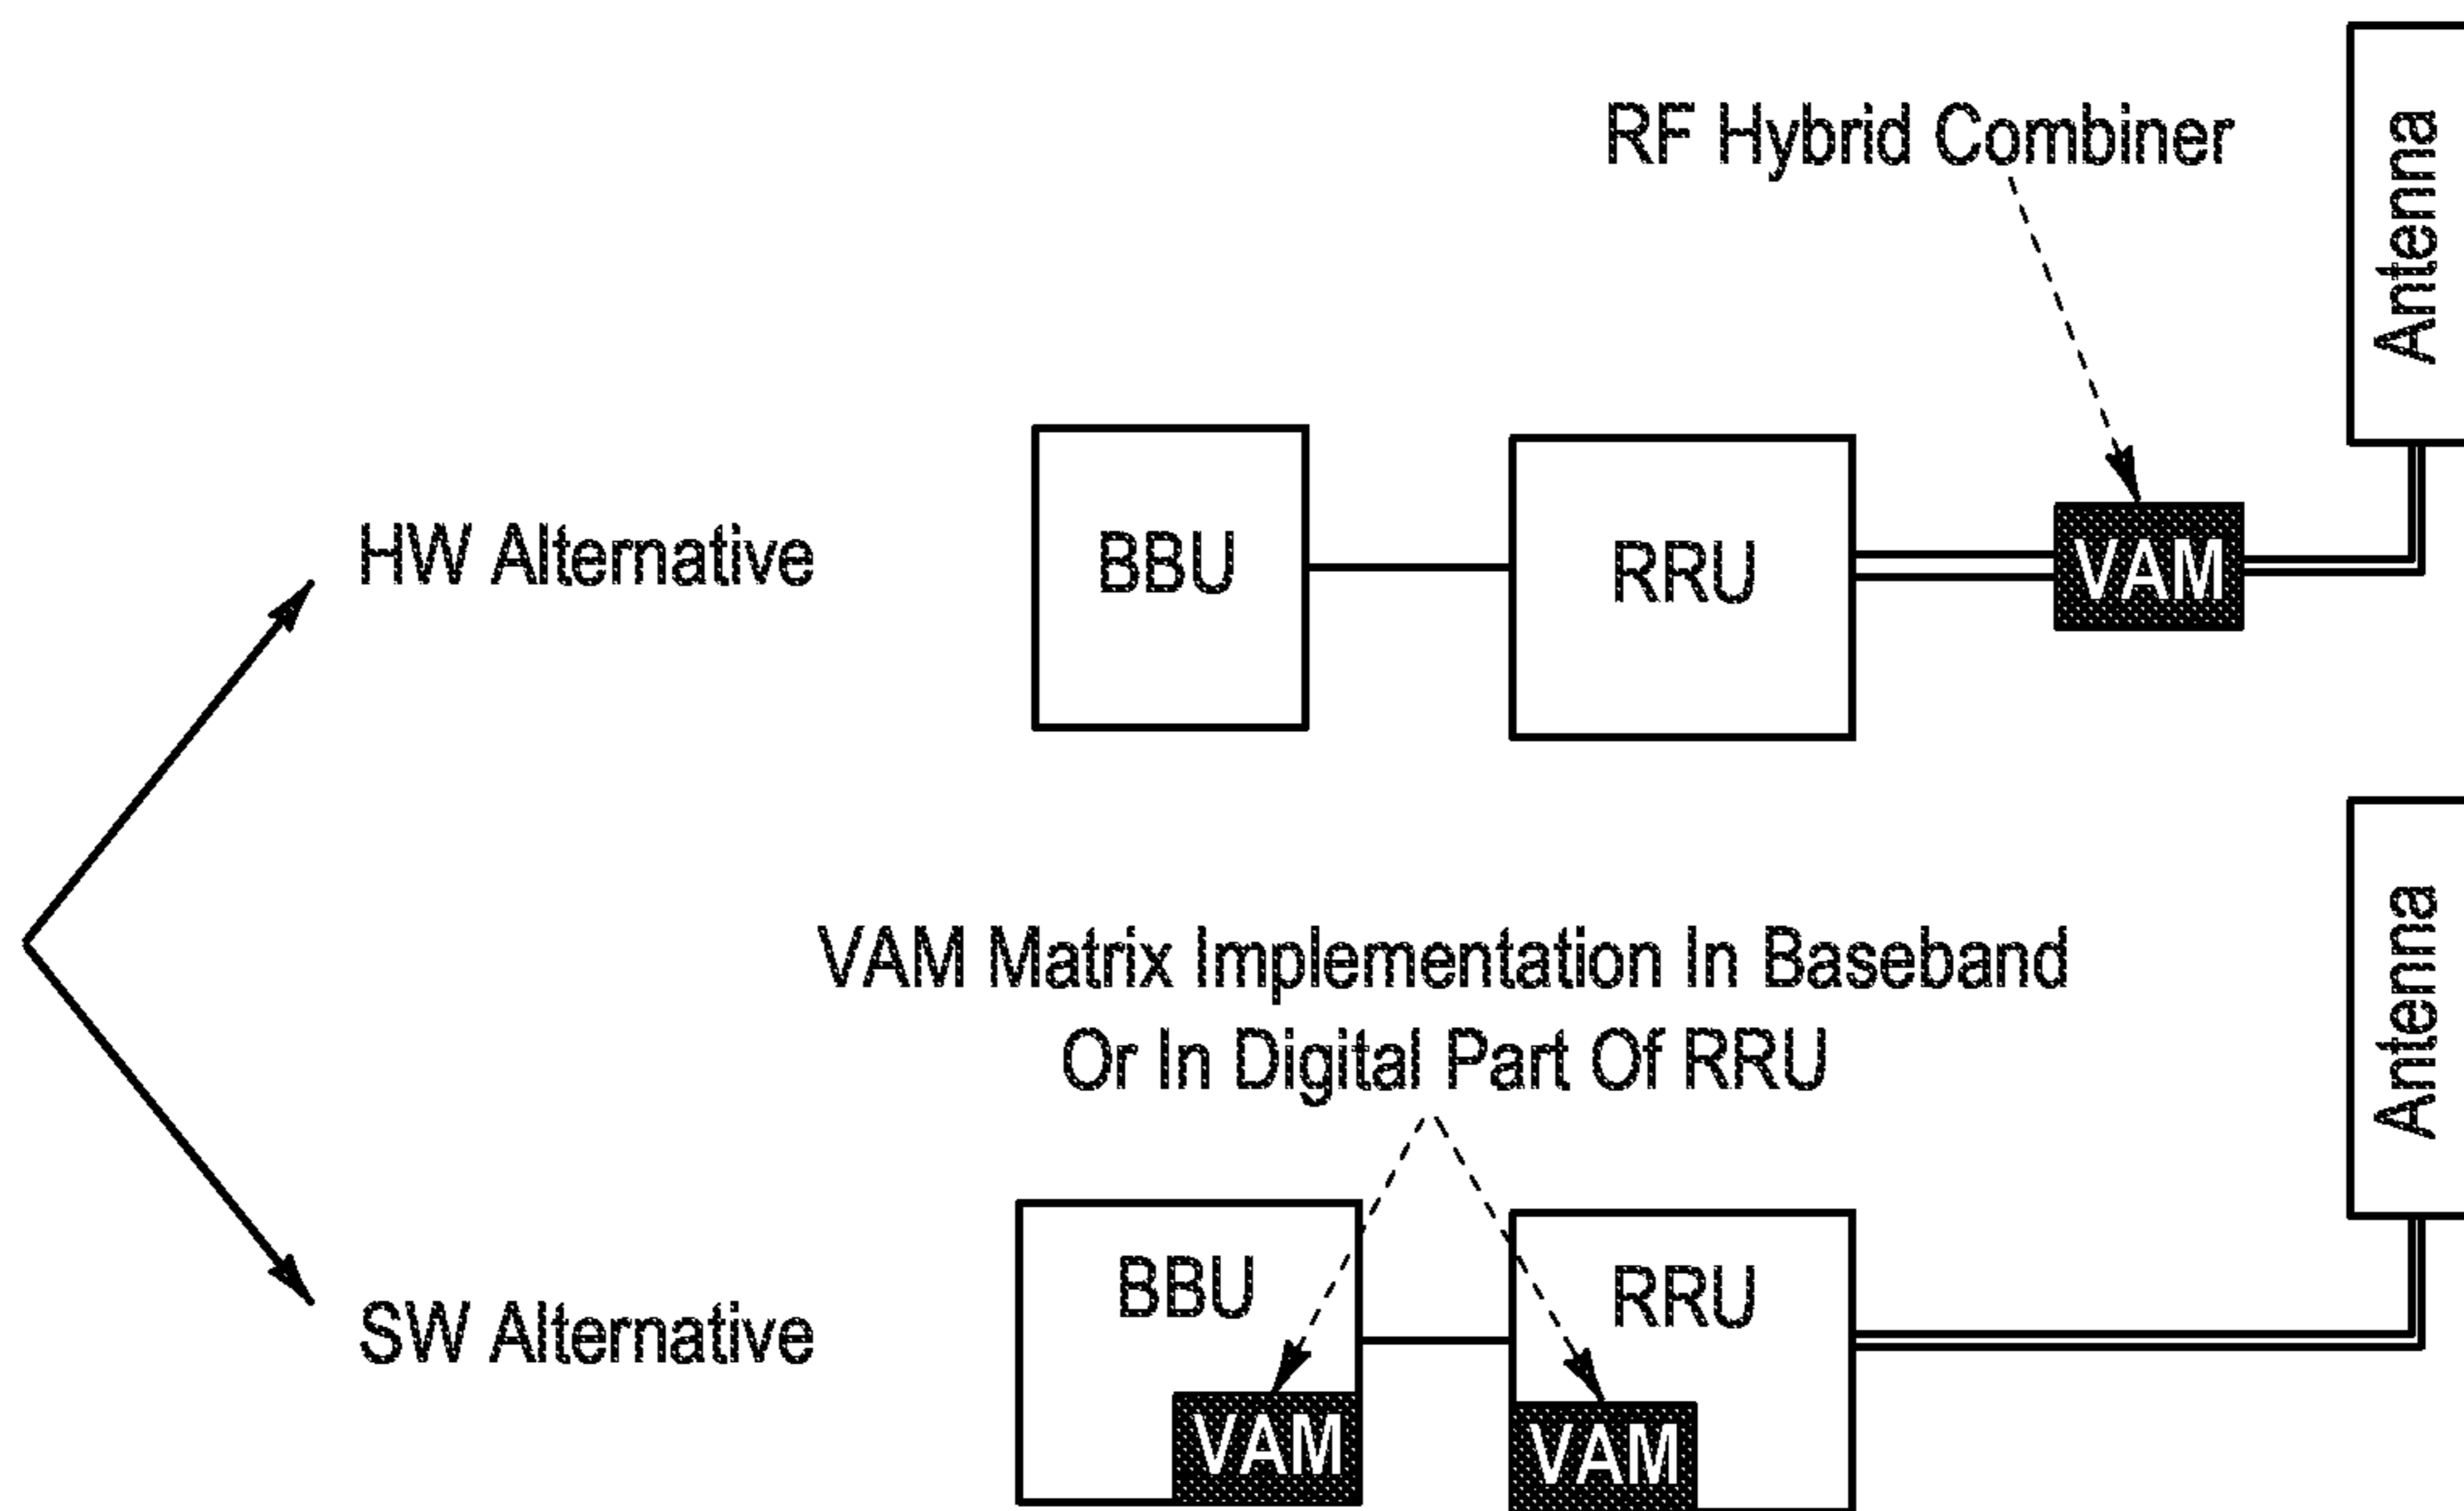 RF Hybrid Combiner
Antenna
HW Alternative
BBU
RRU
VAM
VAM Matrix Implementation In Baseband
Or In Digital Part Of RRU
Antenna
SW Alternative
BBU
RRU
VAM
VAM